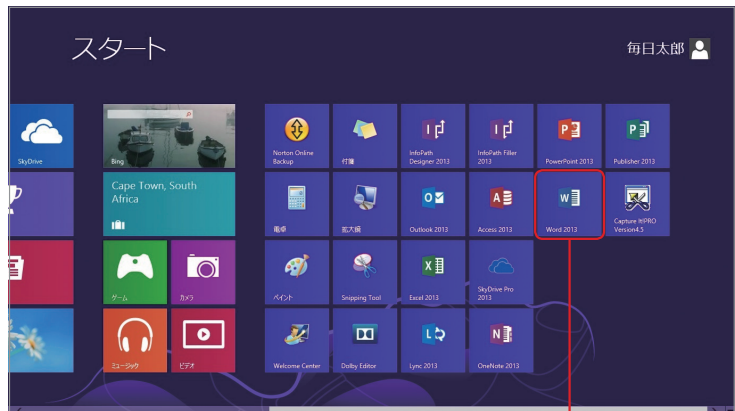 スタート
毎日太郎
SkyDrive
Bing
Norton Online
Backup
付箋
InfoPath
Designer 2013
InfoPath Filler
2013
PowerPoint 2013
Publisher 2013
Cape Town, South
Africa
電卓
拡大鏡
Outlook 2013
Access 2013
Word 2013
Capture It!PRO
Version4.5
ゲーム
カメラ
ペイント
Snipping Tool
Excel 2013
SkyDrive Pro
2013
ミュージック
ビデオ
Welcome Center
Dolby Editor
Lync 2013
OneNote 2013